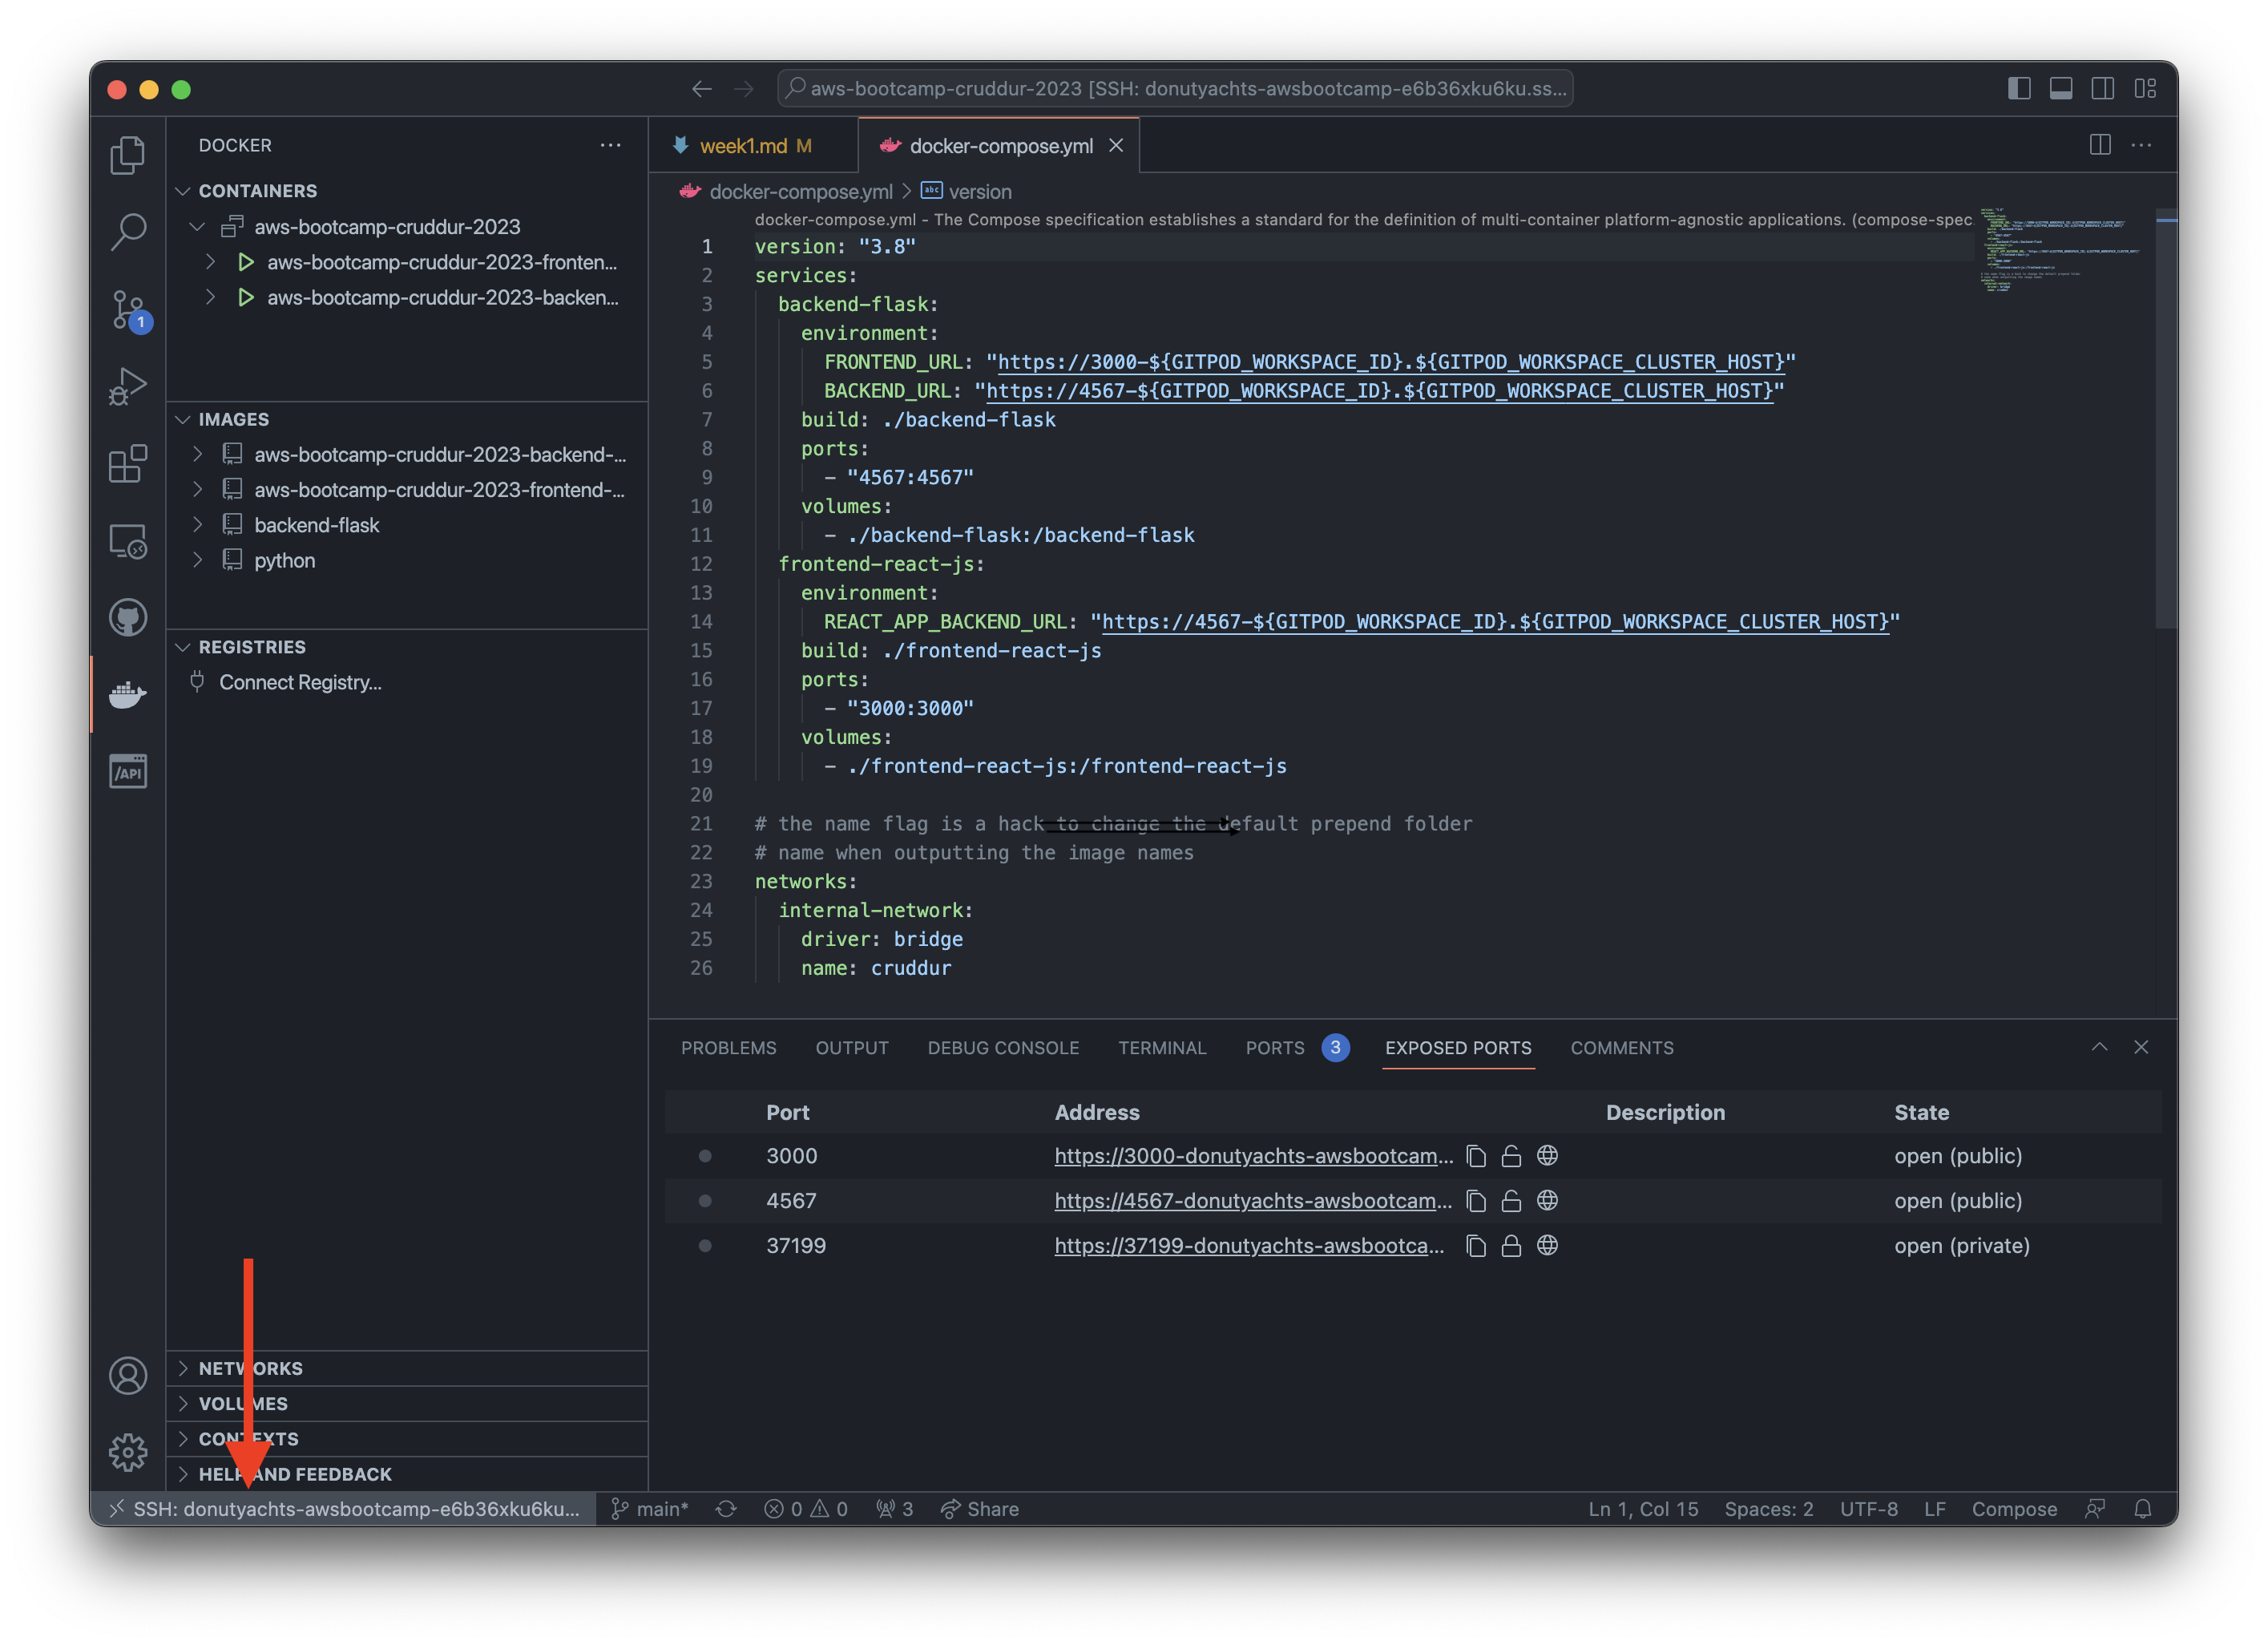 aws-bootcamp-cruddur-2023 [SSH: donutyachts-awsbootcamp-e6b36xku6ku.ss...
DOCKER
CONTAINERS
aws-bootcamp-cruddur-2023
aws-bootcamp-cruddur-2023-fronten...
aws-bootcamp-cruddur-2023-backen...
1
IMAGES
aws-bootcamp-cruddur-2023-backend-...
aws-bootcamp-cruddur-2023-frontend-...
backend-flask
python
REGISTRIES
Connect Registry...
/API
NETWORKS
VOLUMES
CONTEXTS
HELP AND FEEDBACK
week1.md M
docker-compose.yml
docker-compose.yml > abc version
docker-compose.yml - The Compose specification establishes a standard for the definition of multi-container platform-agnostic applications. (compose-spec
1 version: "3.8"
2 services:
3 backend-flask:
4 environment:
5 FRONTEND_URL: "https://3000-${GITPOD_WORKSPACE_ID}.${GITPOD_WORKSPACE_CLUSTER_HOST}"
6 BACKEND_URL: "https://4567-${GITPOD_WORKSPACE_ID}.${GITPOD_WORKSPACE_CLUSTER_HOST}"
7 build: ./backend-flask
8 ports:
9 - "4567:4567"
10 volumes:
11 - ./backend-flask:/backend-flask
12 frontend-react-js:
13 environment:
14 REACT_APP_BACKEND_URL: "https://4567-${GITPOD_WORKSPACE_ID}.${GITPOD_WORKSPACE_CLUSTER_HOST}"
15 build: ./frontend-react-js
16 ports:
17 - "3000:3000"
18 volumes:
19 - ./frontend-react-js:/frontend-react-js
20
21 # the name flag is a hack to change the default prepend folder
22 # name when outputting the image names
23 networks:
24 internal-network:
25 driver: bridge
26 name: cruddur
PROBLEMS OUTPUT DEBUG CONSOLE TERMINAL PORTS 3 EXPOSED PORTS COMMENTS
Port Address Description State
3000 https://3000-donutyachts-awsbootcam... open (public)
4567 https://4567-donutyachts-awsbootcam... open (public)
37199 https://37199-donutyachts-awsbootca... open (private)
SSH: donutyachts-awsbootcamp-e6b36xku6ku... main* 0 0 3 Share Ln 1, Col 15 Spaces: 2 UTF-8 LF Compose